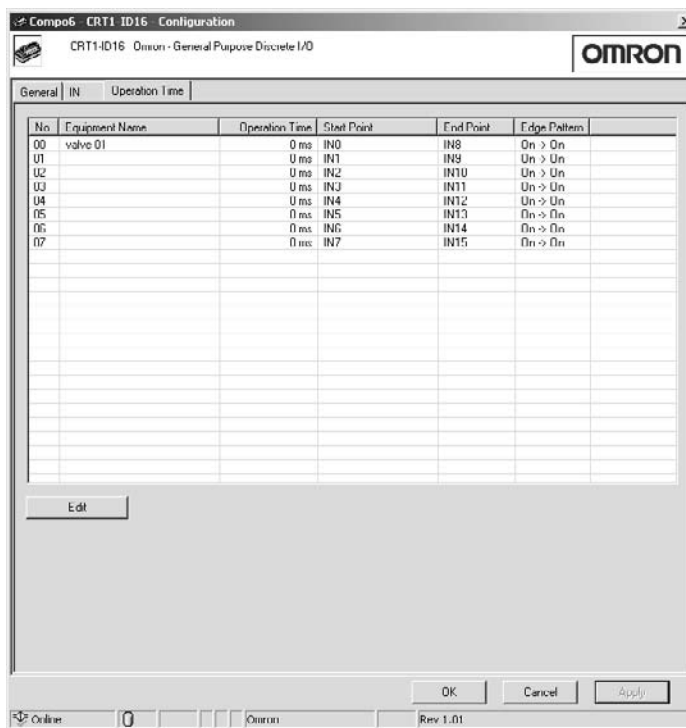 Compo6 - CRT1-ID16 - Configuration
CRT1-ID16 Omron - General Purpose Discrete I/O
OMRON
General IN Operation Time
No Equipment Name Operation Time Start Point End Point Edge Pattern
00 valve 01 0 ms IN0 IN8 On -> On
01 0 ms IN1 IN9 On -> On
02 0 ms IN2 IN10 On -> On
03 0 ms IN3 IN11 On -> On
04 0 ms IN4 IN12 On -> On
05 0 ms IN5 IN13 On -> On
06 0 ms IN6 IN14 On -> On
07 0 ms IN7 IN15 On -> On
Edit
OK Cancel Apply
Online 0 Omron Rev 1.01